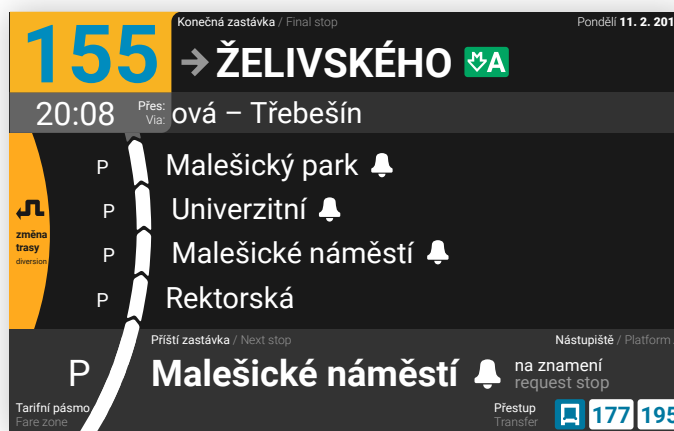 Konečná zastávka / Final stop
Pondělí 11. 2. 201
155
ŽELIVSKÉHO A
20:08
Přes:
Via:
ová – Třebešín
P Malešický park
P Univerzitní
P Malešické náměstí
P Rektorská
změna
trasy
diversion
Příští zastávka / Next stop
Nástupiště / Platform
P
Malešické náměstí
na znamení
request stop
Tarifní pásmo
Fare zone
Přestup
Transfer
177 195